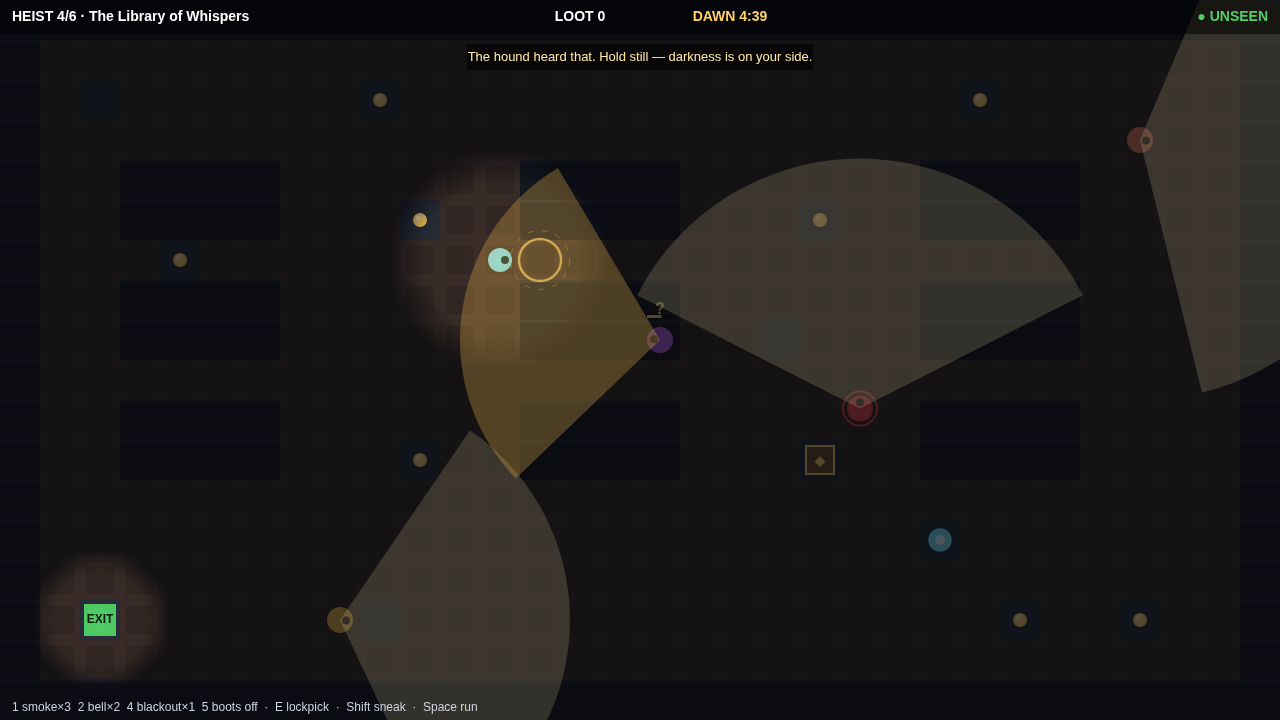 HEIST 4/6 · The Library of Whispers LOOT 0 DAWN 4:39 ● UNSEEN
The hound heard that. Hold still — darkness is on your side.
?
EXIT
1 smoke×3 2 bell×2 4 blackout×1 5 boots off · E lockpick · Shift sneak · Space run